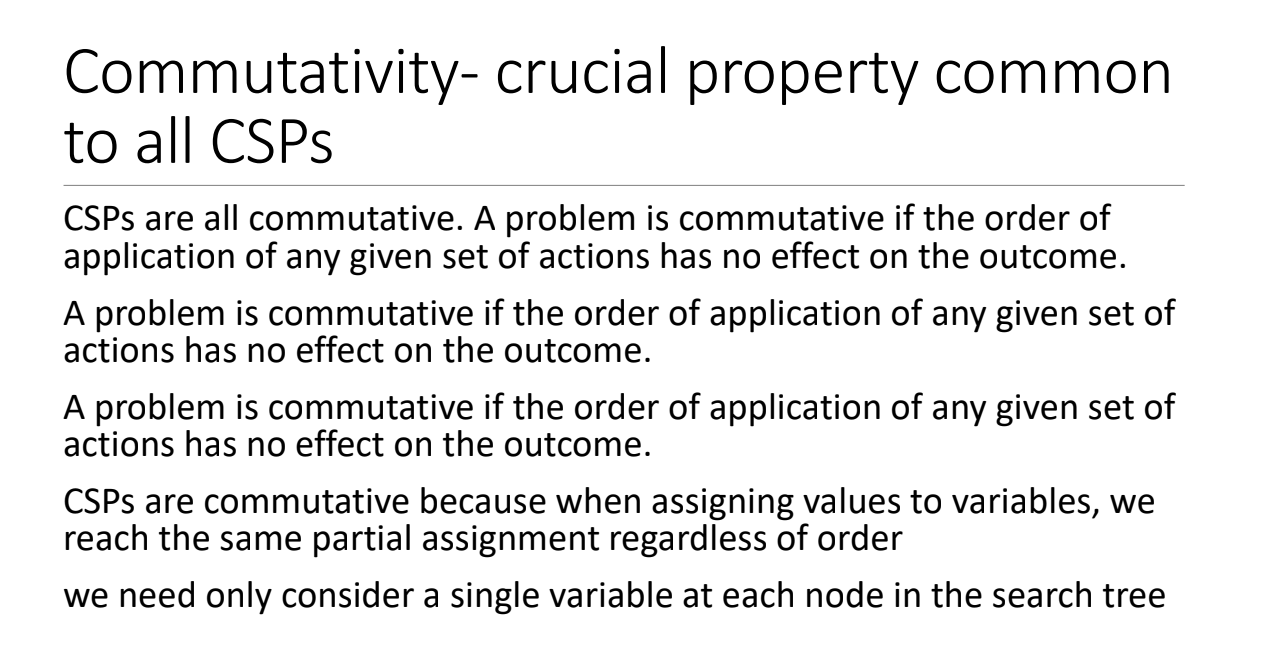 Commutativity- crucial property common
to all CSPs
CSPs are all commutative. A problem is commutative if the order of
application of any given set of actions has no effect on the outcome.
A problem is commutative if the order of application of any given set of
actions has no effect on the outcome.
A problem is commutative if the order of application of any given set of
actions has no effect on the outcome.
CSPs are commutative because when assigning values to variables, we
reach the same partial assignment regardless of order
we need only consider a single variable at each node in the search tree